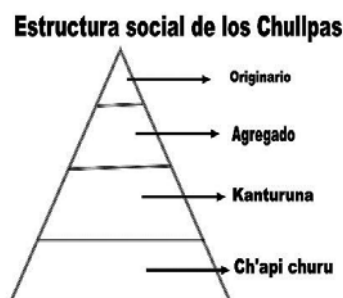 Estructura social de los Chullpas
Originario
Agregado
Kanturuna
Ch'api churu